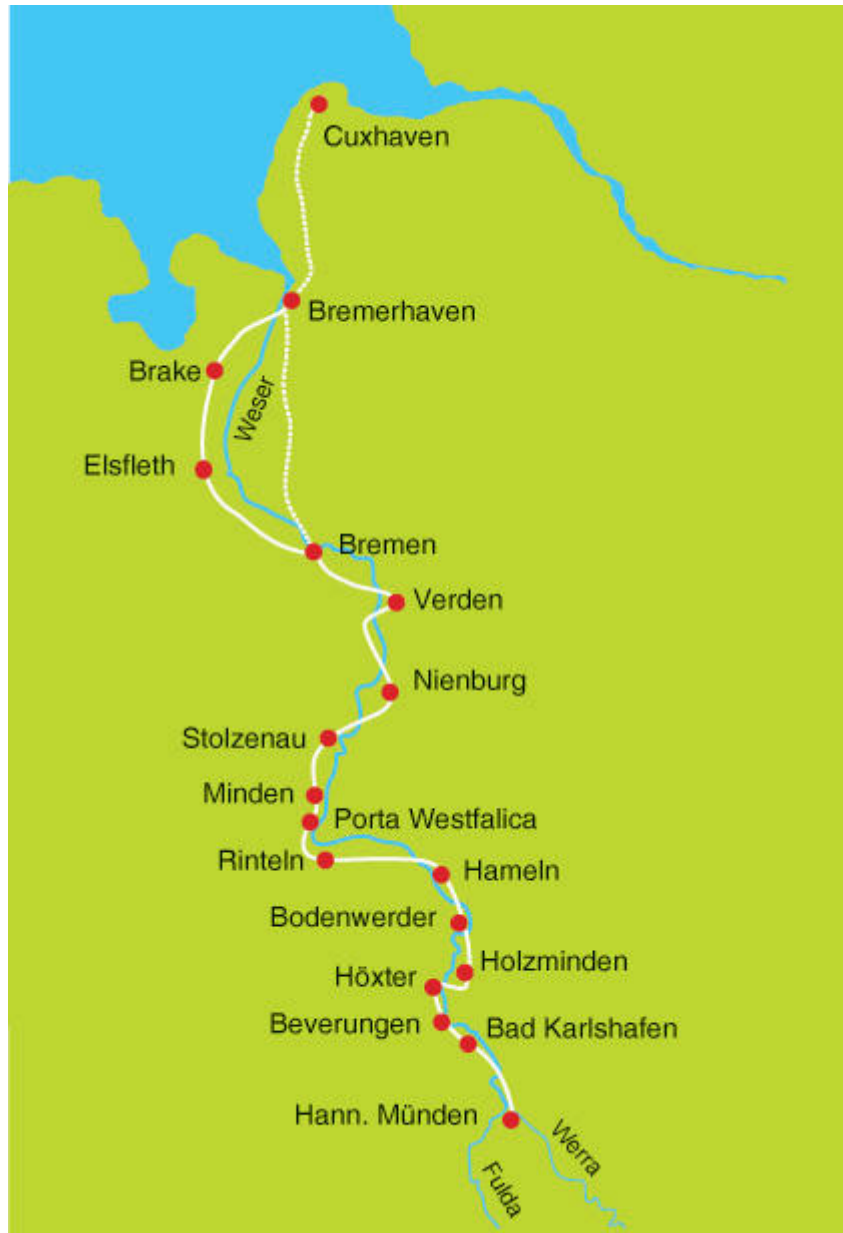 Cuxhaven
Bremerhaven
Brake
Weser
Elsfleth
Bremen
Verden
Nienburg
Stolzenau
Minden
Porta Westfalica
Rinteln
Hameln
Bodenwerder
Holzminden
Höxter
Beverungen
Bad Karlshafen
Hann. Münden
Werra
Fulda